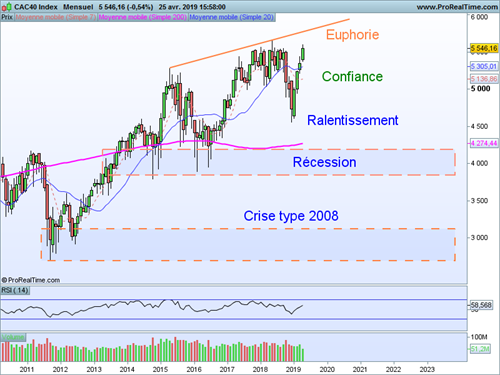 CAC40 Index Mensuel 5 546,16 (-0,54%) 25 avr. 2019 15:58:00 www.ProRealTime.com
Prix Moyenne mobile (Simple 7) Moyenne mobile (Simple 200) Moyenne mobile (Simple 20)
6 000
Euphorie
5 546,16
5 305,01
Confiance
5 136,86
5 000
Ralentissement
4 274,44
4 000
Récession
3 500
Crise type 2008
3 000
© ProRealTime.com
RSI (.14)
58,568
100M
51,2M
2011 2012 2013 2014 2015 2016 2017 2018 2019 2020 2021 2022 2023